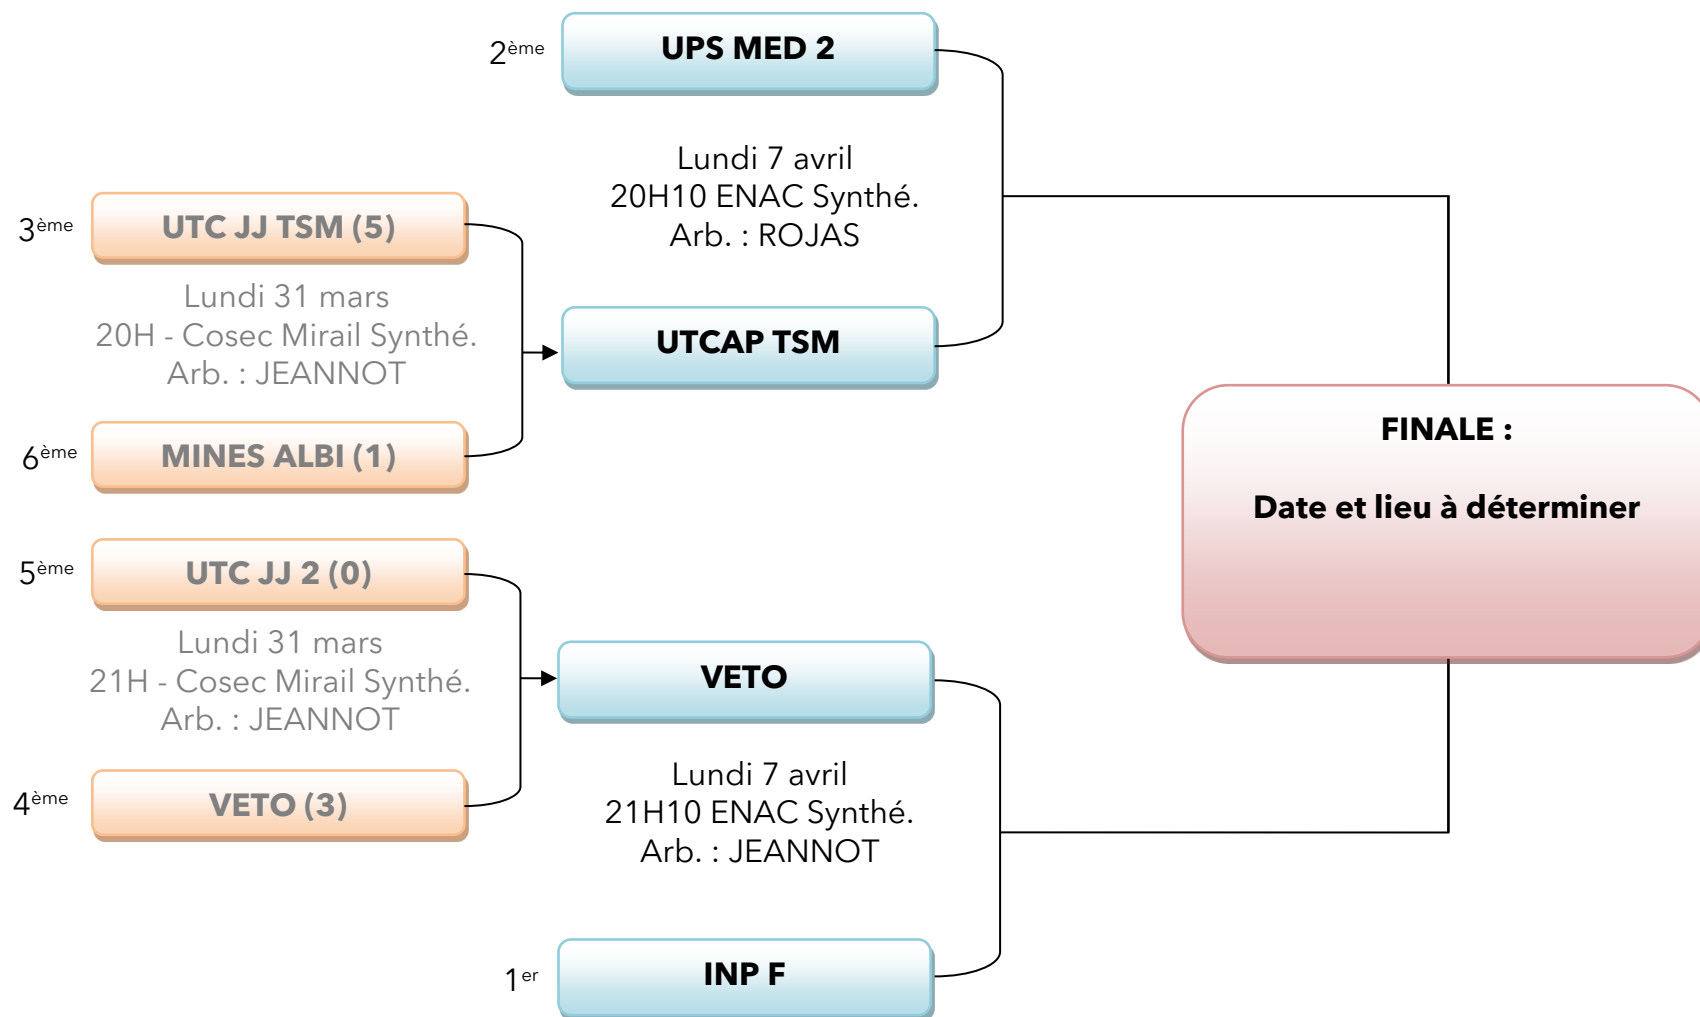 2ème
UPS MED 2
Lundi 7 avril
20H10 ENAC Synthé.
Arb. : ROJAS
3ème
UTC JJ TSM (5)
Lundi 31 mars
20H - Cosec Mirail Synthé.
Arb. : JEANNOT
UTCAP TSM
6ème
MINES ALBI (1)
FINALE :
Date et lieu à déterminer
5ème
UTC JJ 2 (0)
Lundi 31 mars
21H - Cosec Mirail Synthé.
Arb. : JEANNOT
VETO
4ème
VETO (3)
Lundi 7 avril
21H10 ENAC Synthé.
Arb. : JEANNOT
1er
INP F